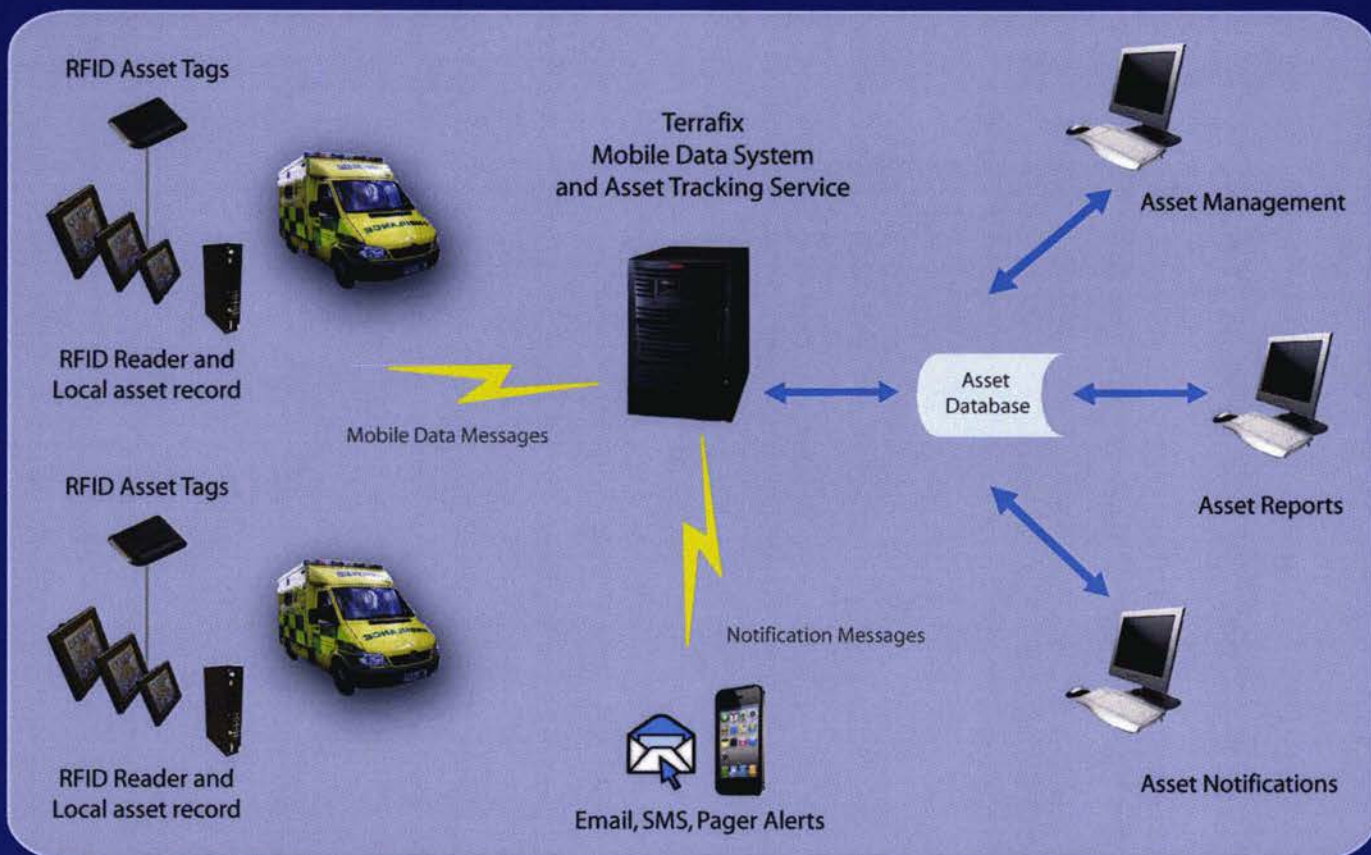 RFID Asset Tags
RFID Reader and
Local asset record
Terrafix
Mobile Data System
and Asset Tracking Service
Mobile Data Messages
Asset Management
Asset
Database
Asset Reports
RFID Asset Tags
RFID Reader and
Local asset record
Notification Messages
Email, SMS, Pager Alerts
Asset Notifications